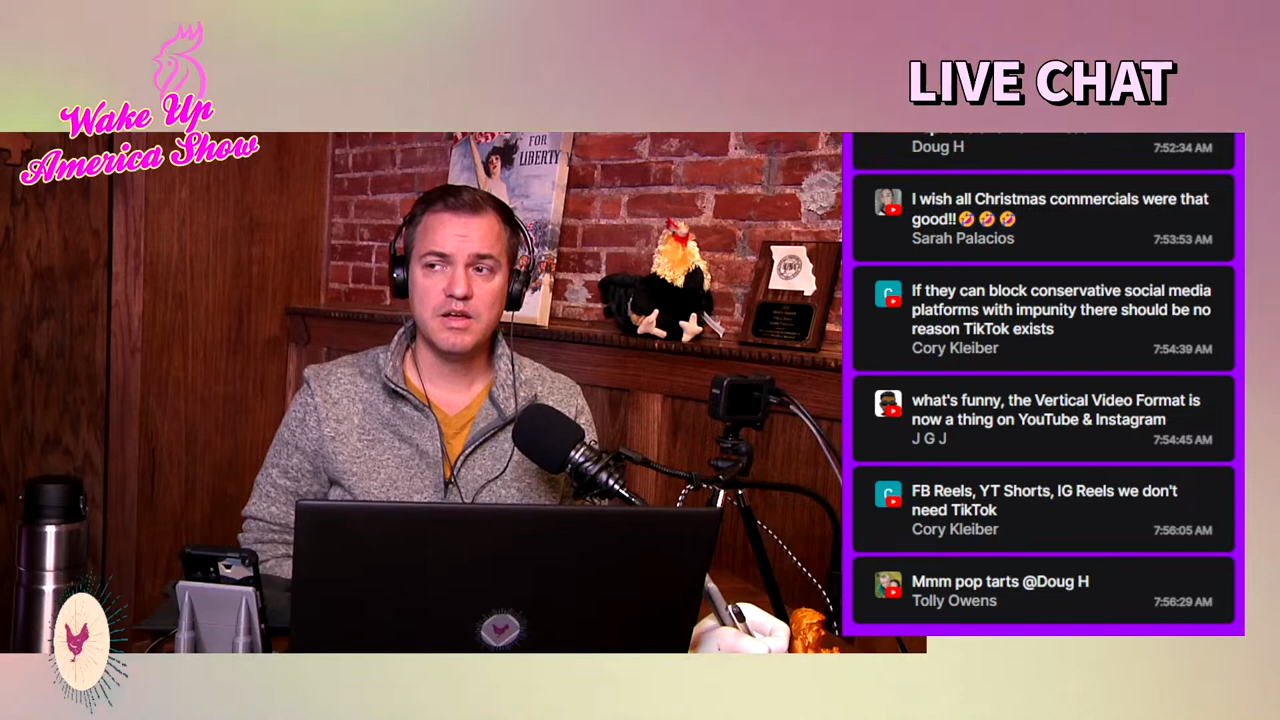 Wake Up
America Show
LIVE CHAT
FOR
LIBERTY
Doug H
7:52:34 AM
I wish all Christmas commercials were that
good!!🤣🤣🤣
Sarah Palacios
7:53:53 AM
If they can block conservative social media
platforms with impunity there should be no
reason TikTok exists
Cory Kleiber
7:54:39 AM
what's funny, the Vertical Video Format is
now a thing on YouTube & Instagram
J G J
7:54:45 AM
FB Reels, YT Shorts, IG Reels we don't
need TikTok
Cory Kleiber
7:56:05 AM
Mmm pop tarts @Doug H
Tolly Owens
7:56:29 AM